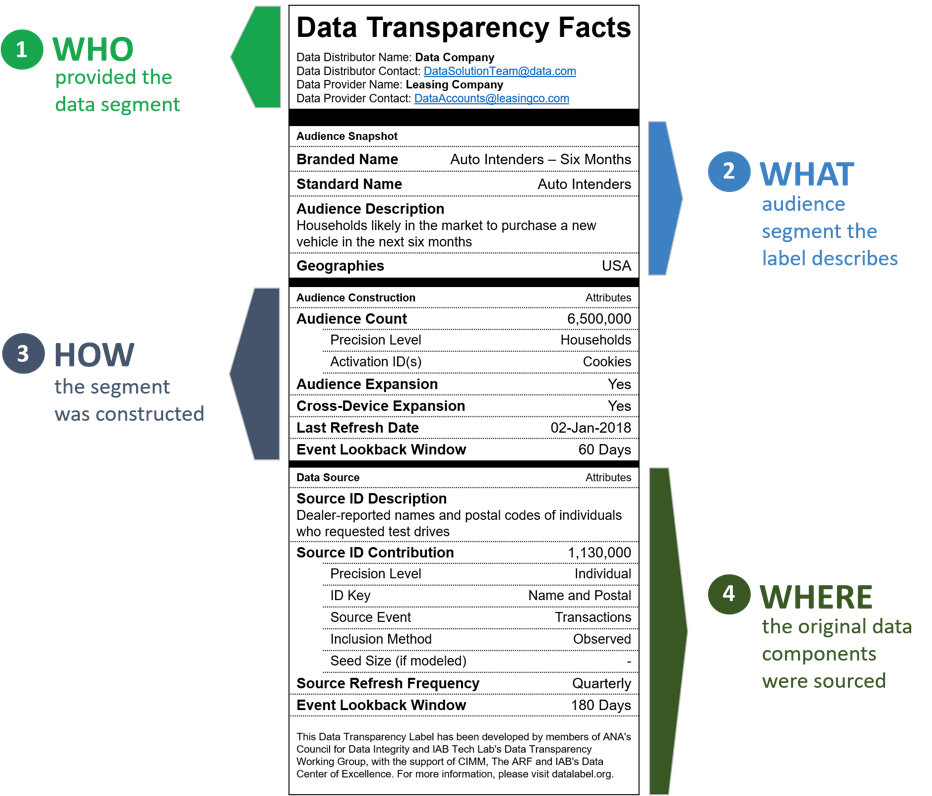 1 WHO
provided the
data segment
Data Transparency Facts
Data Distributor Name: Data Company
Data Distributor Contact: DataSolutionTeam@data.com
Data Provider Name: Leasing Company
Data Provider Contact: DataAccounts@leasingco.com
2 WHAT
audience
segment the
label describes
Audience Snapshot
Branded Name Auto Intenders – Six Months
Standard Name Auto Intenders
Audience Description
Households likely in the market to purchase a new
vehicle in the next six months
Geographies USA
3 HOW
the segment
was constructed
Audience Construction Attributes
Audience Count 6,500,000
Precision Level Households
Activation ID(s) Cookies
Audience Expansion Yes
Cross-Device Expansion Yes
Last Refresh Date 02-Jan-2018
Event Lookback Window 60 Days
4 WHERE
the original data
components
were sourced
Data Source Attributes
Source ID Description
Dealer-reported names and postal codes of individuals
who requested test drives
Source ID Contribution 1,130,000
Precision Level Individual
ID Key Name and Postal
Source Event Transactions
Inclusion Method Observed
Seed Size (if modeled) -
Source Refresh Frequency Quarterly
Event Lookback Window 180 Days
This Data Transparency Label has been developed by members of ANA's
Council for Data Integrity and IAB Tech Lab's Data Transparency
Working Group, with the support of CIMM, The ARF and IAB's Data
Center of Excellence. For more information, please visit datalabel.org.